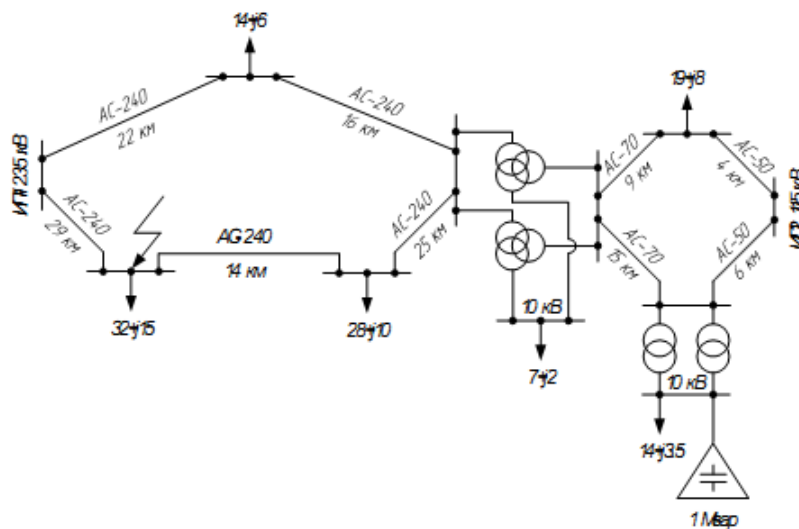 14+j6
19+j8
АС-240
22 км
АС-240
16 км
АС-70
9 км
АС-50
4 км
ИП1 235 кВ
ИП2 115 кВ
АС-240
29 км
АС-240
14 км
АС-240
25 км
АС-70
15 км
АС-50
6 км
32+j15
28+j10
10 кВ
7+j2
10 кВ
14+j3.5
1 Мвар